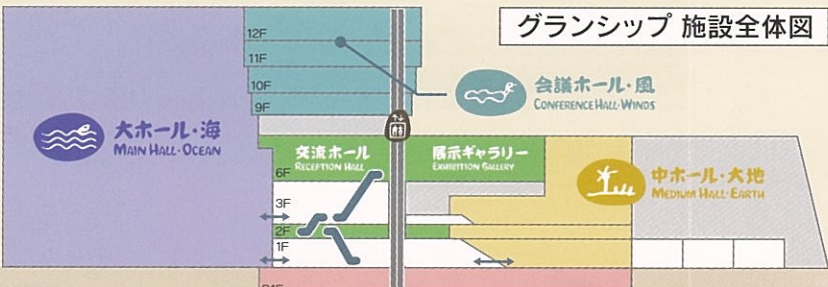 グランシップ 施設全体図
12F
11F
10F
9F
会議ホール・風
CONFERENCE HALL・WINDS
大ホール・海
MAIN HALL・OCEAN
交流ホール
RECEPTION HALL
展示ギャラリー
EXHIBITION GALLERY
6F
中ホール・大地
MEDIUM HALL・EARTH
3F
2F
1F